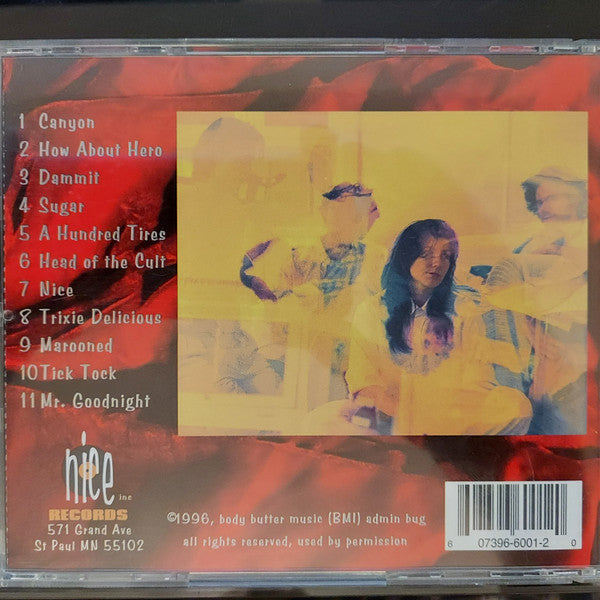 1 Canyon
2 How About Hero
3 Dammit
4 Sugar
5 A Hundred Tires
6 Head of the Cult
7 Nice
8 Trixie Delicious
9 Marooned
10 Tick Tock
11 Mr. Goodnight
nice inc
RECORDS
571 Grand Ave
St Paul MN 55102
©1996, body butter music (BMI) admin bug
all rights reserved, used by permission
6 07396-6001-2 0